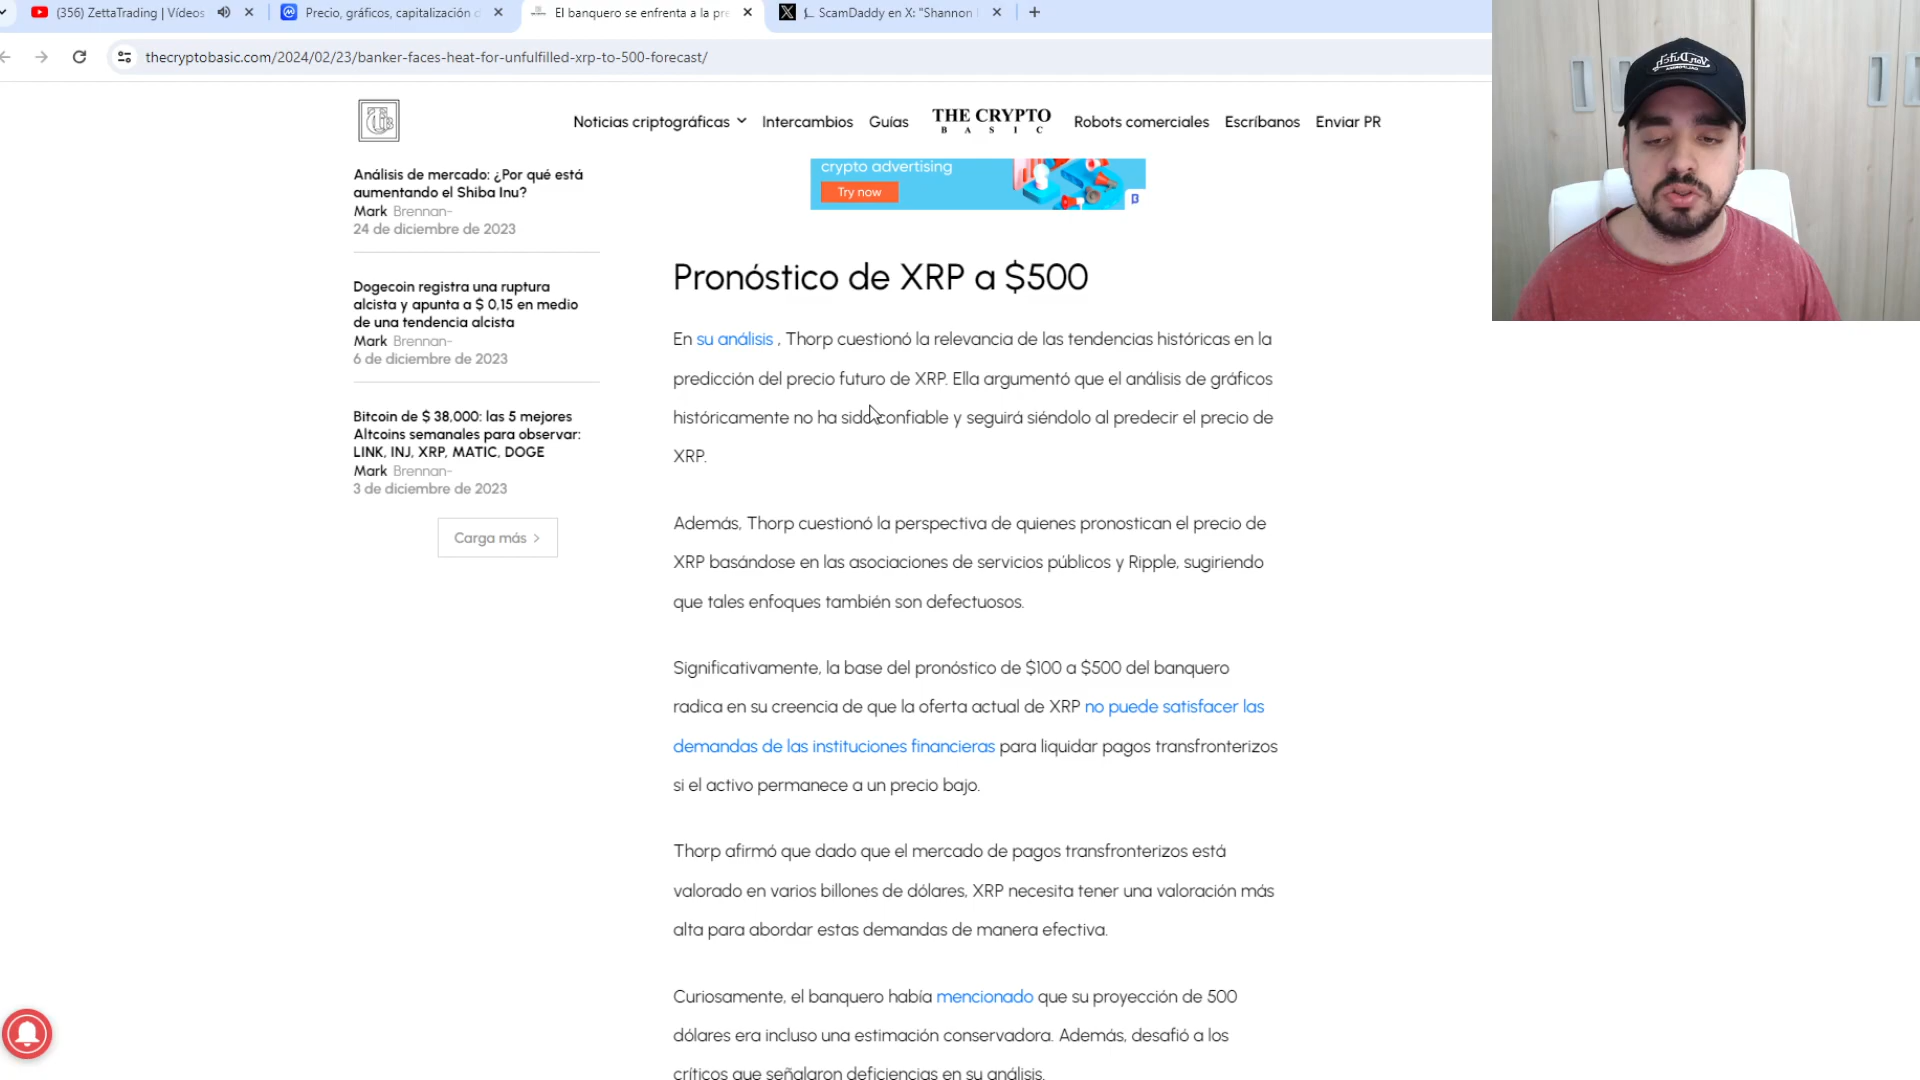 (356) ZettaTrading | Vídeos
Precio, gráficos, capitalización
El banquero se enfrenta a la pre
ScamDaddy en X: "Shannon
thecryptobasic.com/2024/02/23/banker-faces-heat-for-unfulfilled-xrp-to-500-forecast/
Noticias criptográficas
Intercambios
Guías
THE CRYPTO
BASIC
Robots comerciales
Escríbanos
Enviar PR
crypto advertising
Try now
Análisis de mercado: ¿Por qué está
aumentando el Shiba Inu?
Mark Brennan-
24 de diciembre de 2023
Dogecoin registra una ruptura
alcista y apunta a $ 0,15 en medio
de una tendencia alcista
Mark Brennan-
6 de diciembre de 2023
Bitcoin de $ 38,000: las 5 mejores
Altcoins semanales para observar:
LINK, INJ, XRP, MATIC, DOGE
Mark Brennan-
3 de diciembre de 2023
Carga más
Pronóstico de XRP a $500
En su análisis , Thorp cuestionó la relevancia de las tendencias históricas en la
predicción del precio futuro de XRP. Ella argumentó que el análisis de gráficos
históricamente no ha sido confiable y seguirá siéndolo al predecir el precio de
XRP.
Además, Thorp cuestionó la perspectiva de quienes pronostican el precio de
XRP basándose en las asociaciones de servicios públicos y Ripple, sugiriendo
que tales enfoques también son defectuosos.
Significativamente, la base del pronóstico de $100 a $500 del banquero
radica en su creencia de que la oferta actual de XRP no puede satisfacer las
demandas de las instituciones financieras para liquidar pagos transfronterizos
si el activo permanece a un precio bajo.
Thorp afirmó que dado que el mercado de pagos transfronterizos está
valorado en varios billones de dólares, XRP necesita tener una valoración más
alta para abordar estas demandas de manera efectiva.
Curiosamente, el banquero había mencionado que su proyección de 500
dólares era incluso una estimación conservadora. Además, desafió a los
críticos que señalaron deficiencias en su análisis.
Von Dutch